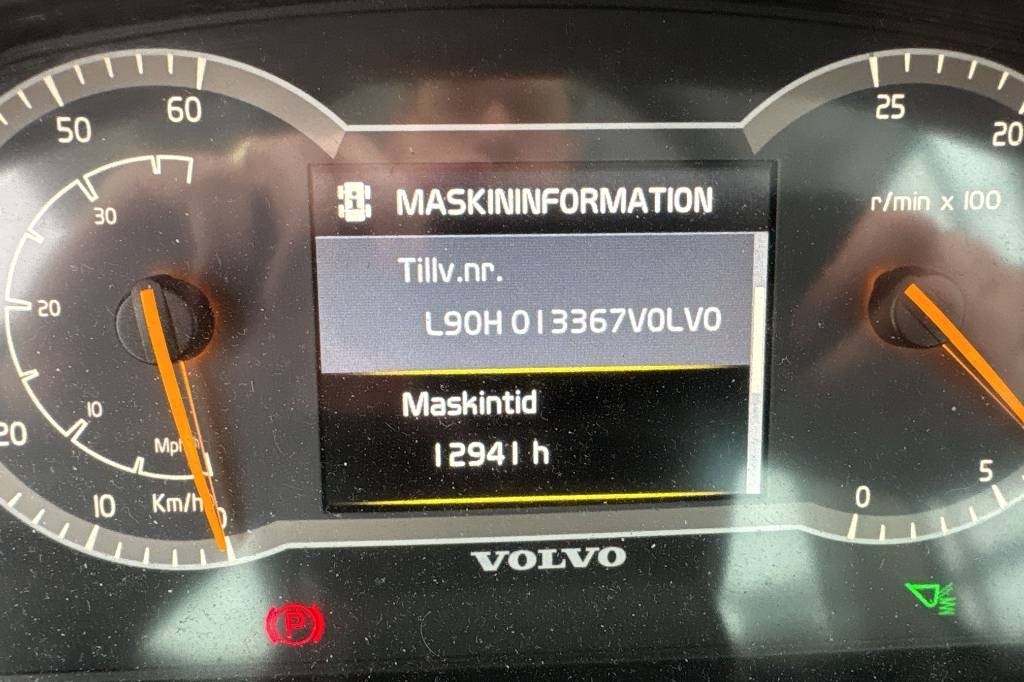 60
50
30
20
10
20
10
Mph
Km/h
0
MASKININFORMATION
Tillv.nr.
L90H 013367VOLVO
Maskintid
12941 h
25
20
r/min x 100
5
0
VOLVO
P